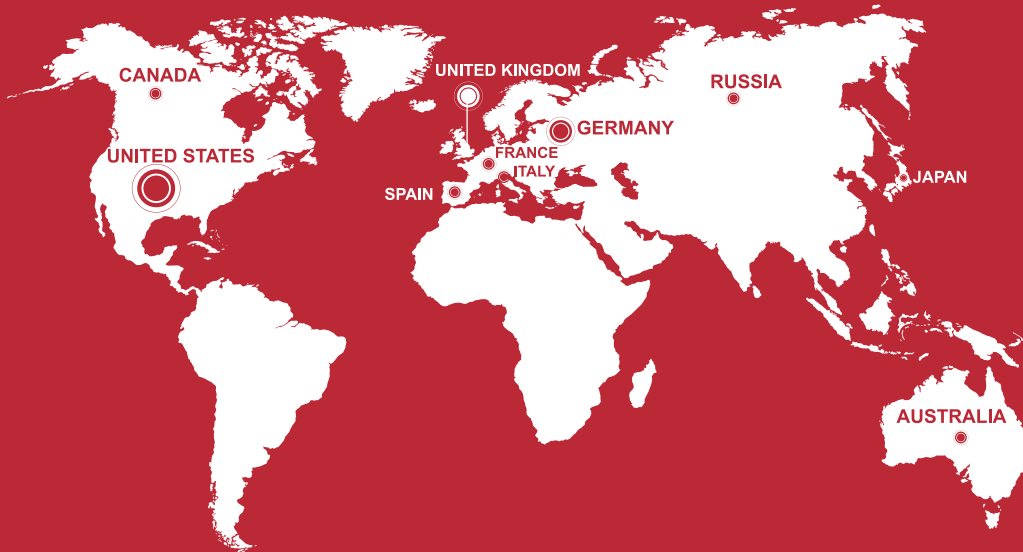 UNITED KINGDOM
CANADA
RUSSIA
GERMANY
FRANCE
UNITED STATES
ITALY
JAPAN
SPAIN
AUSTRALIA